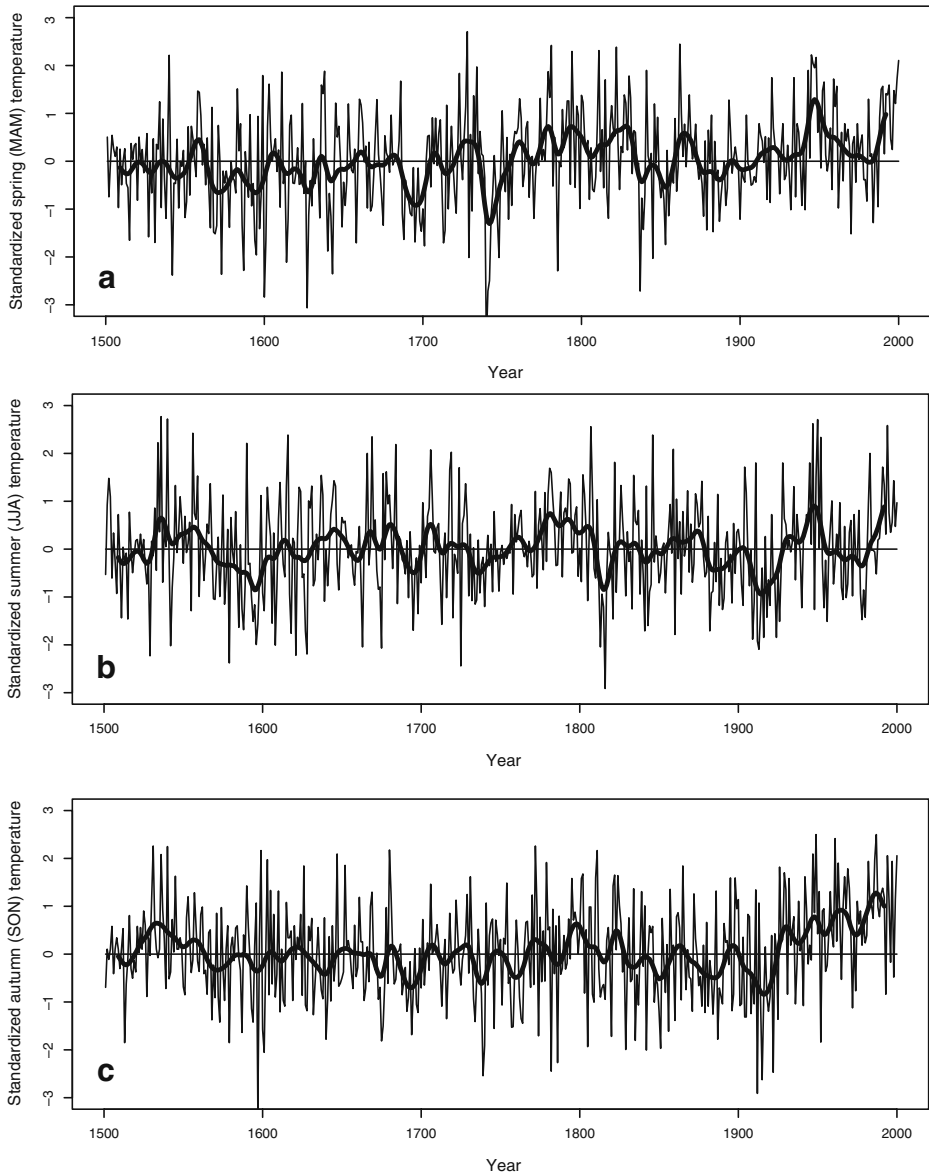 Standardized spring (MAM) temperature
3
2
1
0
−1
−2
−3
a
1500 1600 1700 1800 1900 2000
Year
Standardized summer (JJA) temperature
3
2
1
0
−1
−2
−3
b
1500 1600 1700 1800 1900 2000
Year
Standardized autumn (SON) temperature
3
2
1
0
−1
−2
−3
c
1500 1600 1700 1800 1900 2000
Year